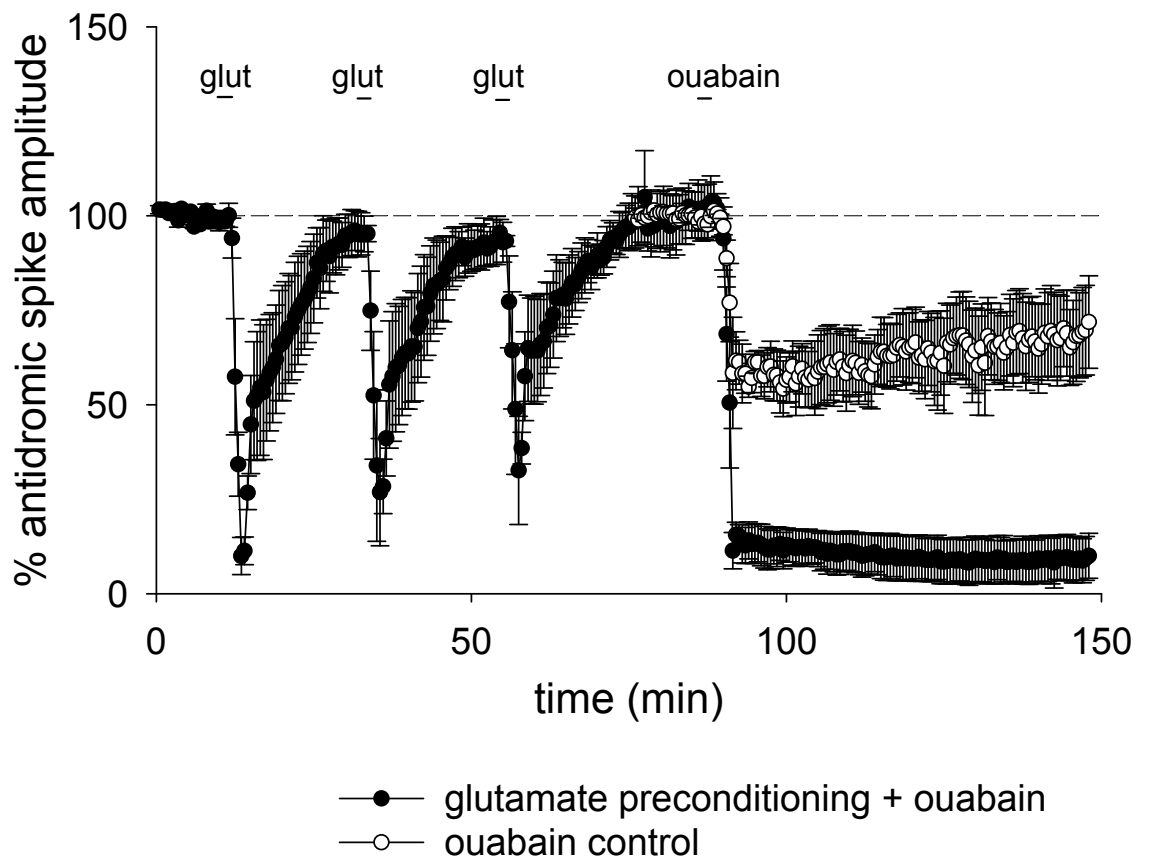 150
glut glut glut ouabain
100
50
0
% antidromic spike amplitude
0 50 100 150
time (min)
glutamate preconditioning + ouabain
ouabain control